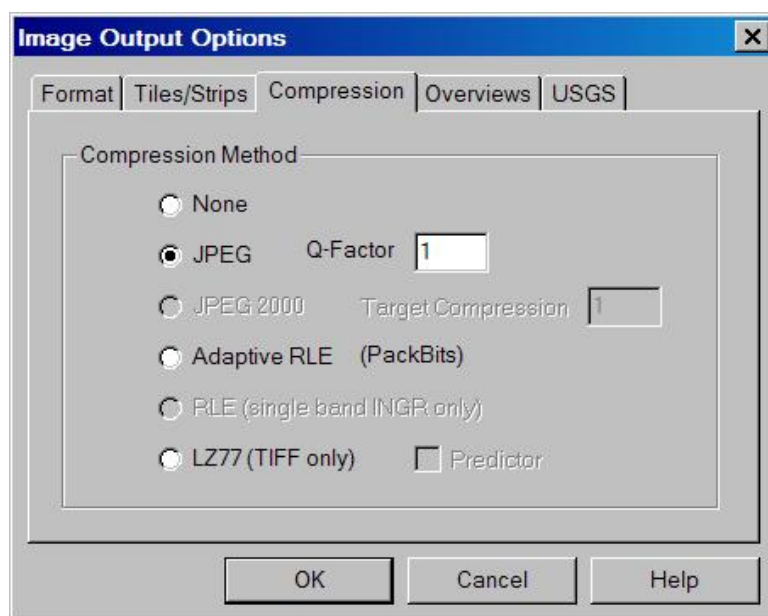 Image Output Options
Format Tiles/Strips Compression Overviews USGS
Compression Method
None
JPEG Q-Factor 1
JPEG 2000 Target Compression 1
Adaptive RLE (PackBits)
RLE (single band INGR only)
LZ77 (TIFF only) Predictor
OK Cancel Help